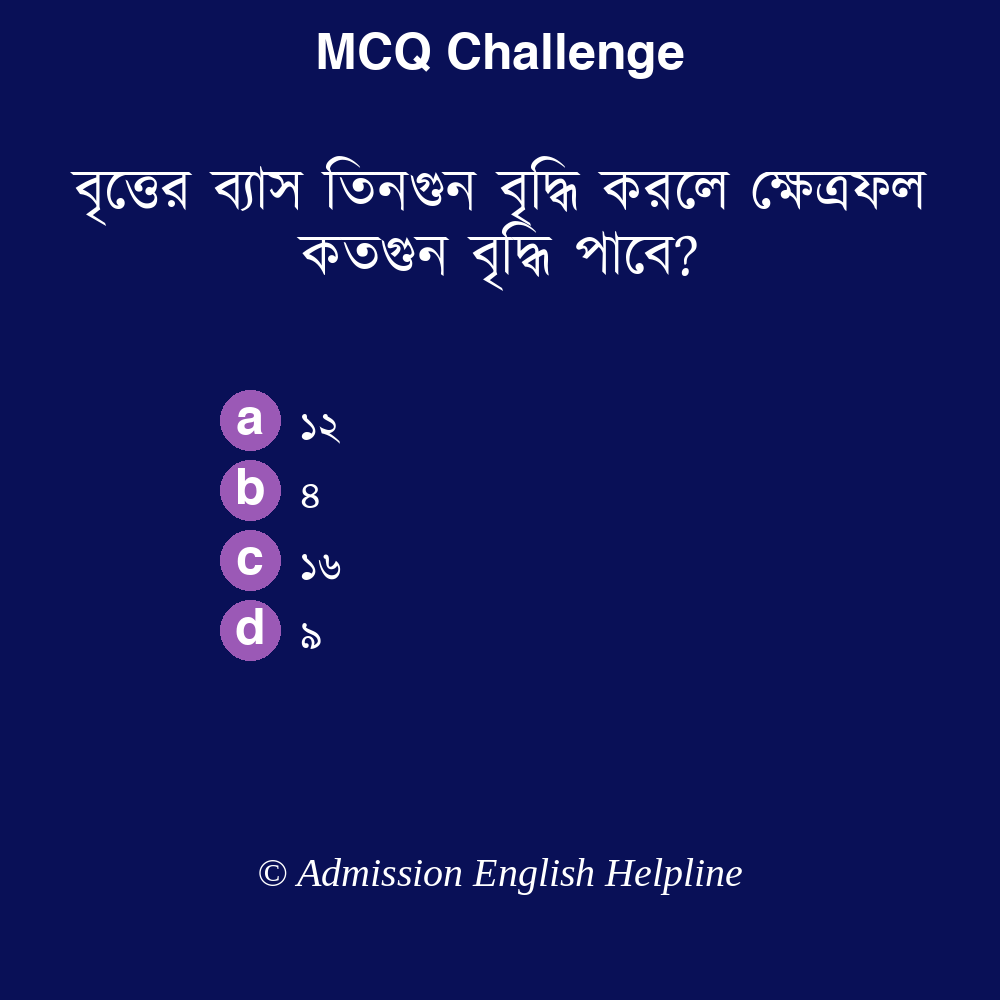 MCQ Challenge
বৃত্তের ব্যাস তিনগুন বৃদ্ধি করলে ক্ষেত্রফল
কতগুন বৃদ্ধি পাবে?
a ১২
b ৪
c ১৬
d ৯
© Admission English Helpline